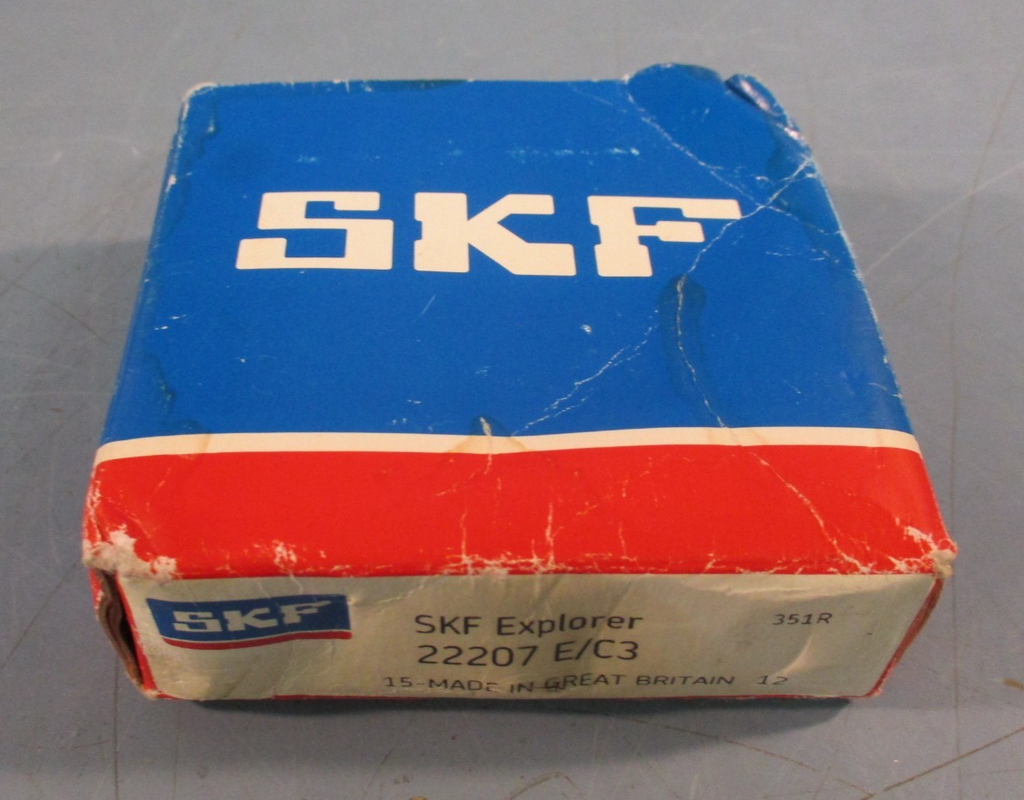 SKF
SKF
SKF Explorer
351R
22207 E/C3
15-MADE IN GREAT BRITAIN 12